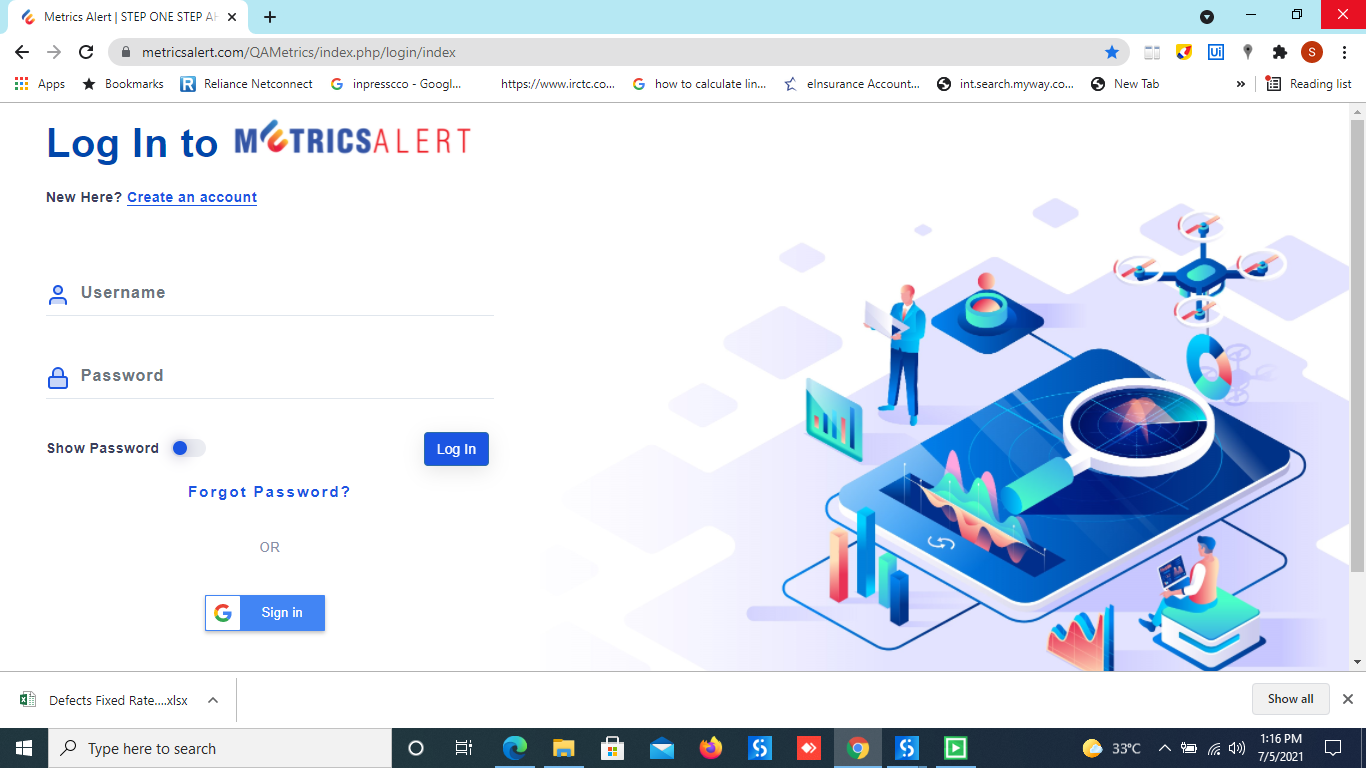 Metrics Alert | STEP ONE STEP AH
metricsalert.com/QAMetrics/index.php/login/index
S
Ui
Apps
Bookmarks
R
Reliance Netconnect
inpresscco - Googl...
https://www.irctc.co...
how to calculate lin...
eInsurance Account...
int.search.myway.co...
New Tab
»
Reading list
Log In to METRICSALERT
New Here? Create an account
Username
Password
Show Password
Log In
Forgot Password?
OR
G Sign in
Defects Fixed Rate....xlsx
Show all
Type here to search
33°C
1:16 PM
7/5/2021